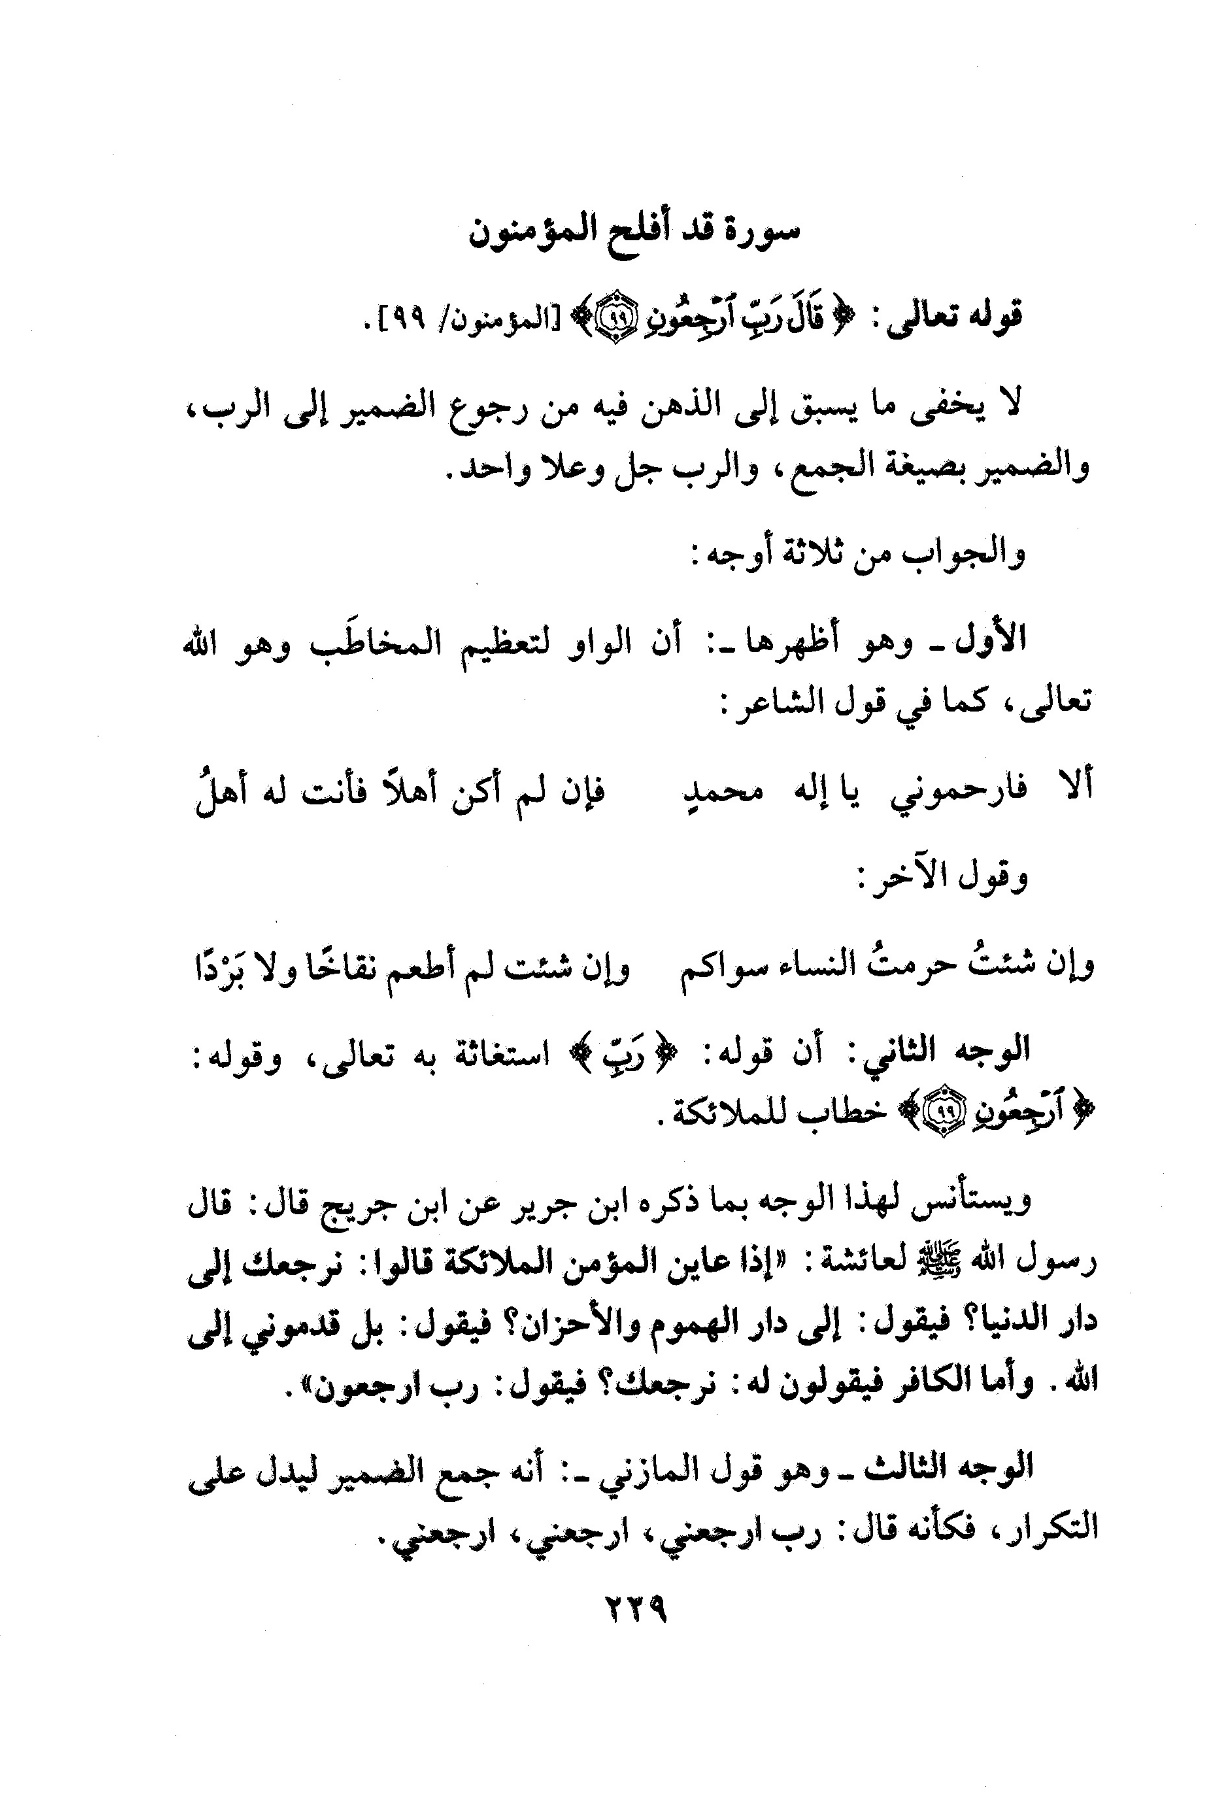 سورة قد أفلح المؤمنون
قوله تعالى: ﴿قَالَ رَبِّ ٱرْجِعُونِ ۝٩٩﴾ [المؤمنون/ ٩٩].
لا يخفى ما يسبق إلى الذهن فيه من رجوع الضمير إلى الرب،
والضمير بصيغة الجمع، والرب جل وعلا واحد.
والجواب من ثلاثة أوجه:
الأول ـ وهو أظهرها ـ: أن الواو لتعظيم المخاطَب وهو الله
تعالى، كما في قول الشاعر:
ألا فارحموني يا إله محمدٍ فإن لم أكن أهلاً فأنت له أهلُ
وقول الآخر:
وإن شئتُ حرمتُ النساء سواكم وإن شئت لم أطعم نقاخًا ولا بَرْدًا
الوجه الثاني: أن قوله: ﴿رَبِّ﴾ استغاثة به تعالى، وقوله:
﴿ٱرْجِعُونِ ۝٩٩﴾ خطاب للملائكة.
ويستأنس لهذا الوجه بما ذكره ابن جرير عن ابن جريج قال: قال
رسول الله ﷺ لعائشة: «إذا عاين المؤمن الملائكة قالوا: نرجعك إلى
دار الدنيا؟ فيقول: إلى دار الهموم والأحزان؟ فيقول: بل قدموني إلى
الله. وأما الكافر فيقولون له: نرجعك؟ فيقول: رب ارجعون».
الوجه الثالث ـ وهو قول المازني ـ: أنه جمع الضمير ليدل على
التكرار، فكأنه قال: رب ارجعني، ارجعني، ارجعني.
٢٣٩